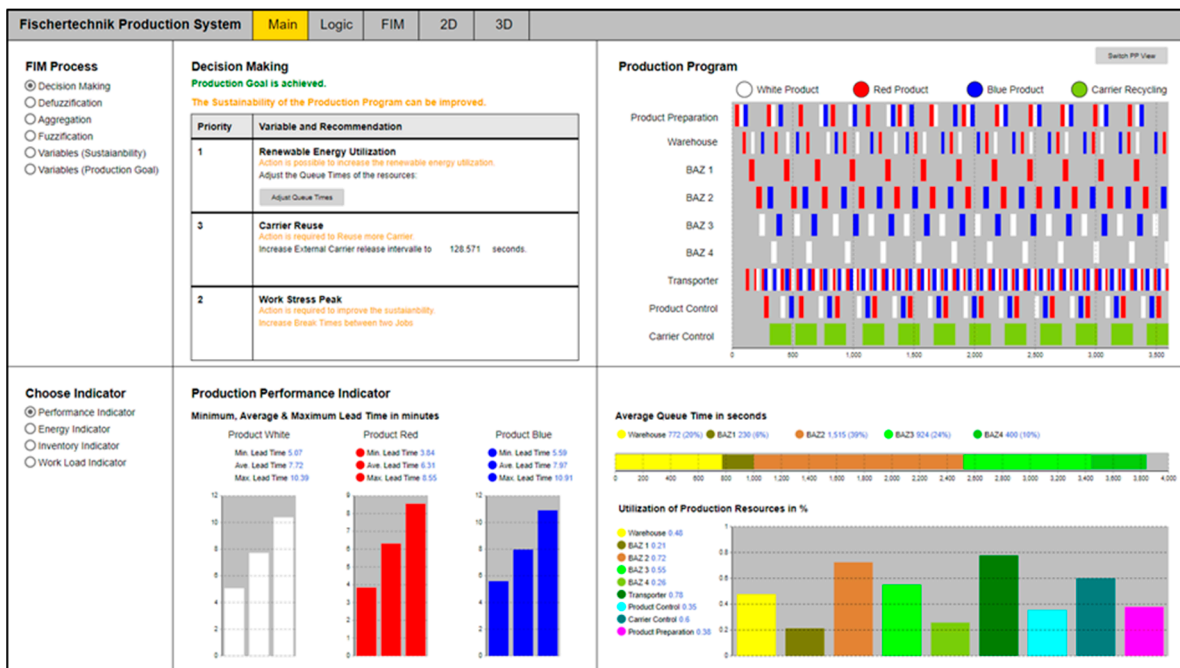 Fischertechnik Production System Main Logic FIM 2D 3D
FIM Process
Decision Making
Defuzzification
Aggregation
Fuzzification
Variables (Sustaianbility)
Variables (Production Goal)
Decision Making
Production Goal is achieved.
The Sustainability of the Production Program can be improved.
Priority Variable and Recommendation
1 Renewable Energy Utilization
Action is possible to increase the renewable energy utilization.
Adjust the Queue Times of the resources:
Adjust Queue Times
3 Carrier Reuse
Action is required to Reuse more Carrier.
Increase External Carrier release intervalle to 128.571 seconds.
2 Work Stress Peak
Action is required to improve the sustaianbility.
Increase Break Times between two Jobs
Switch PP View
Production Program
White Product Red Product Blue Product Carrier Recycling
Product Preparation
Warehouse
BAZ 1
BAZ 2
BAZ 3
BAZ 4
Transporter
Product Control
Carrier Control
0 500 1,000 1,500 2,000 2,500 3,000 3,500
Choose Indicator
Performance Indicator
Energy Indicator
Inventory Indicator
Work Load Indicator
Production Performance Indicator
Minimum, Average & Maximum Lead Time in minutes
Product White
Min. Lead Time 5.07
Ave. Lead Time 7.72
Max. Lead Time 10.39
12
10
8
6
4
2
0
Product Red
Min. Lead Time 3.84
Ave. Lead Time 6.31
Max. Lead Time 8.55
9
8
7
6
5
4
3
2
1
0
Product Blue
Min. Lead Time 5.59
Ave. Lead Time 7.97
Max. Lead Time 10.91
12
10
8
6
4
2
0
Average Queue Time in seconds
Warehouse 772 (20%) BAZ1 230 (6%) BAZ2 1,515 (39%) BAZ3 924 (24%) BAZ4 400 (10%)
0 200 400 600 800 1,000 1,200 1,400 1,600 1,800 2,000 2,200 2,400 2,600 2,800 3,000 3,200 3,400 3,600 3,800 4,000
Utilization of Production Resources in %
Warehouse 0.48
BAZ 1 0.21
BAZ 2 0.72
BAZ 3 0.55
BAZ 4 0.26
Transporter 0.78
Product Control 0.35
Carrier Control 0.6
Product Preparation 0.38
1
0.8
0.6
0.4
0.2
0